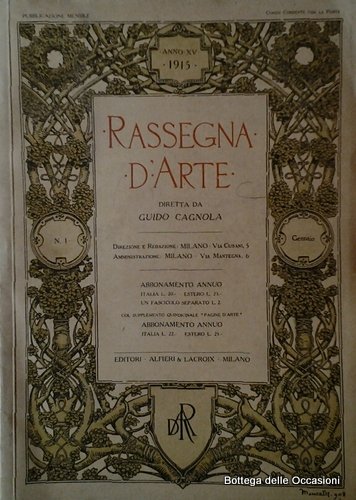 PUBBLICAZIONE MENSILE
CONTO CORRENTE CON LA POSTA
ANNO XV
1915
·RASSEGNA·
·D'ARTE·
DIRETTA DA
GUIDO CAGNOLA
N. 1
Gennaio
DIREZIONE E REDAZIONE: MILANO - VIA CUSANI, 5
AMMINISTRAZIONE: MILANO - VIA MANTEGNA, 6
ABBONAMENTO ANNUO
ITALIA L. 20.- ESTERO L. 23.-
UN FASCICOLO SEPARATO L. 2
COL SUPPLEMENTO QUINDICINALE "PAGINE D'ARTE"
ABBONAMENTO ANNUO
ITALIA L. 22.- ESTERO L. 25.-
EDITORI - ALFIERI & LACROIX - MILANO
Bottega delle Occasioni